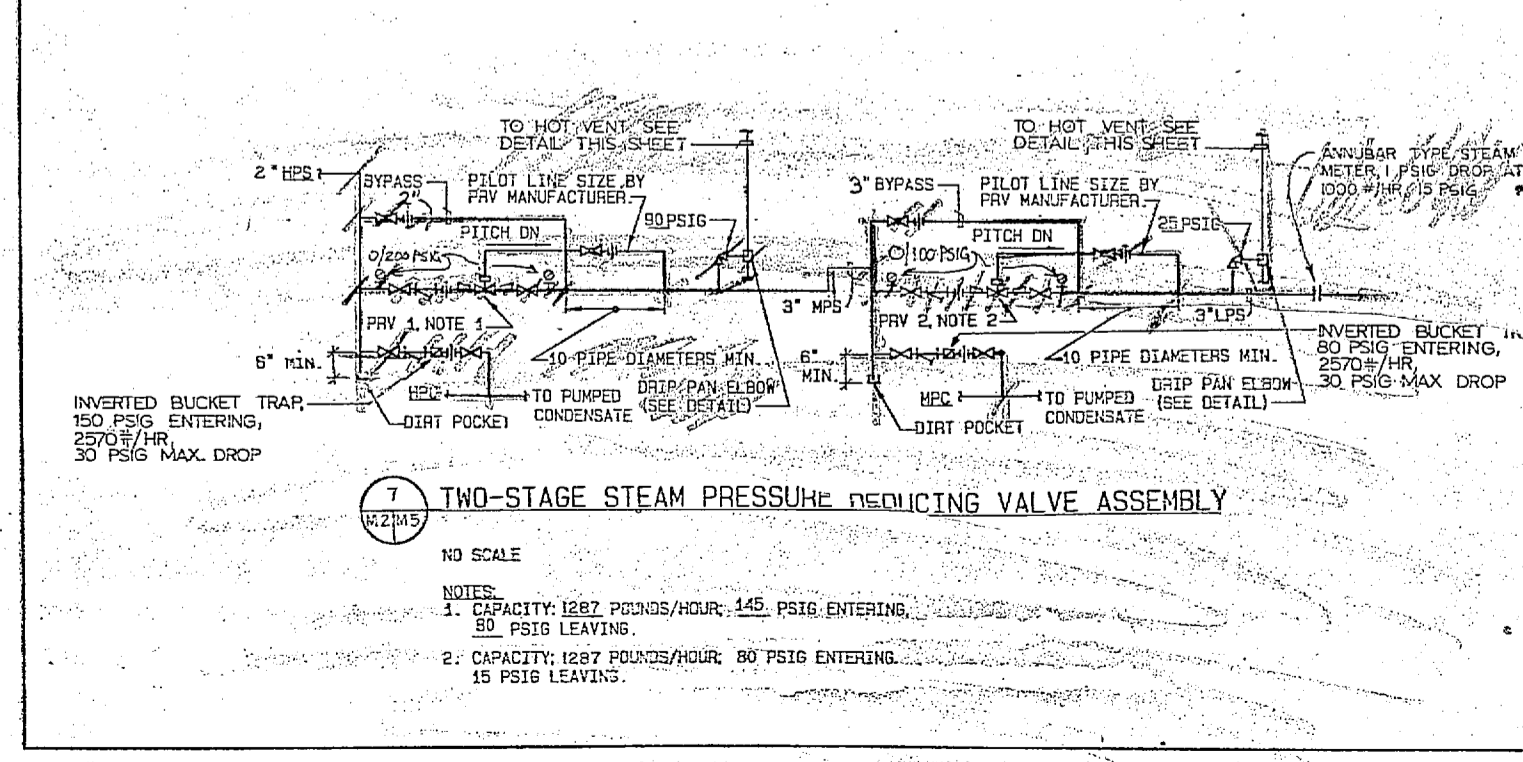 TO HOT VENT SEE
DETAIL THIS SHEET
TO HOT VENT SEE
DETAIL THIS SHEET
ANNUBAR TYPE STEAM
METER, 1 PSIG DROP AT
1000 #/HR, 15 PSIG
2" HPS
BYPASS
2"
PILOT LINE SIZE BY
PRV MANUFACTURER
90 PSIG
3" BYPASS
PILOT LINE SIZE BY
PRV MANUFACTURER
25 PSIG
PITCH DN
PITCH DN
0/200 PSIG
0/100 PSIG
3" MPS
3" LPS
PRV 1, NOTE 1
PRV 2, NOTE 2
10 PIPE DIAMETERS MIN.
10 PIPE DIAMETERS MIN.
6"
MIN.
6"
MIN.
INVERTED BUCKET
80 PSIG ENTERING,
2570#/HR,
30 PSIG MAX DROP
HPC
TO PUMPED
CONDENSATE
DRIP PAN ELBOW
(SEE DETAIL)
MPC
TO PUMPED
CONDENSATE
DRIP PAN ELBOW
(SEE DETAIL)
INVERTED BUCKET TRAP,
150 PSIG ENTERING,
2570#/HR,
30 PSIG MAX. DROP
DIRT POCKET
DIRT POCKET
7
M2 M5
TWO-STAGE STEAM PRESSURE REDUCING VALVE ASSEMBLY
NO SCALE
NOTES:
1. CAPACITY: 1287 POUNDS/HOUR; 145 PSIG ENTERING,
80 PSIG LEAVING.
2. CAPACITY: 1287 POUNDS/HOUR; 80 PSIG ENTERING.
15 PSIG LEAVING.